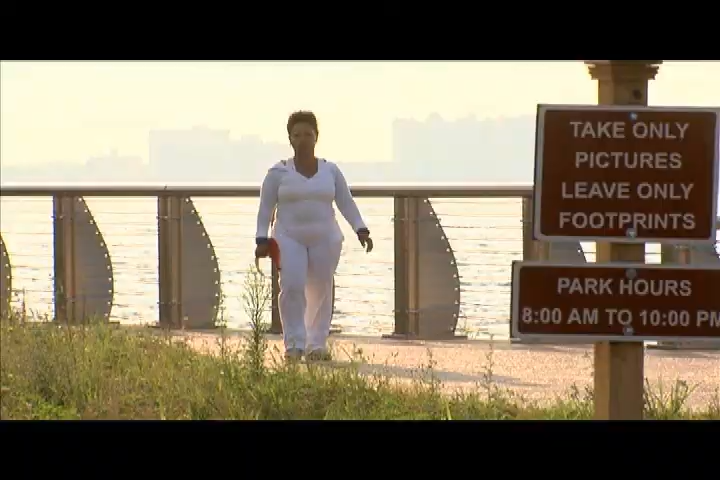 TAKE ONLY
PICTURES
LEAVE ONLY
FOOTPRINTS
PARK HOURS
8:00 AM TO 10:00 PM